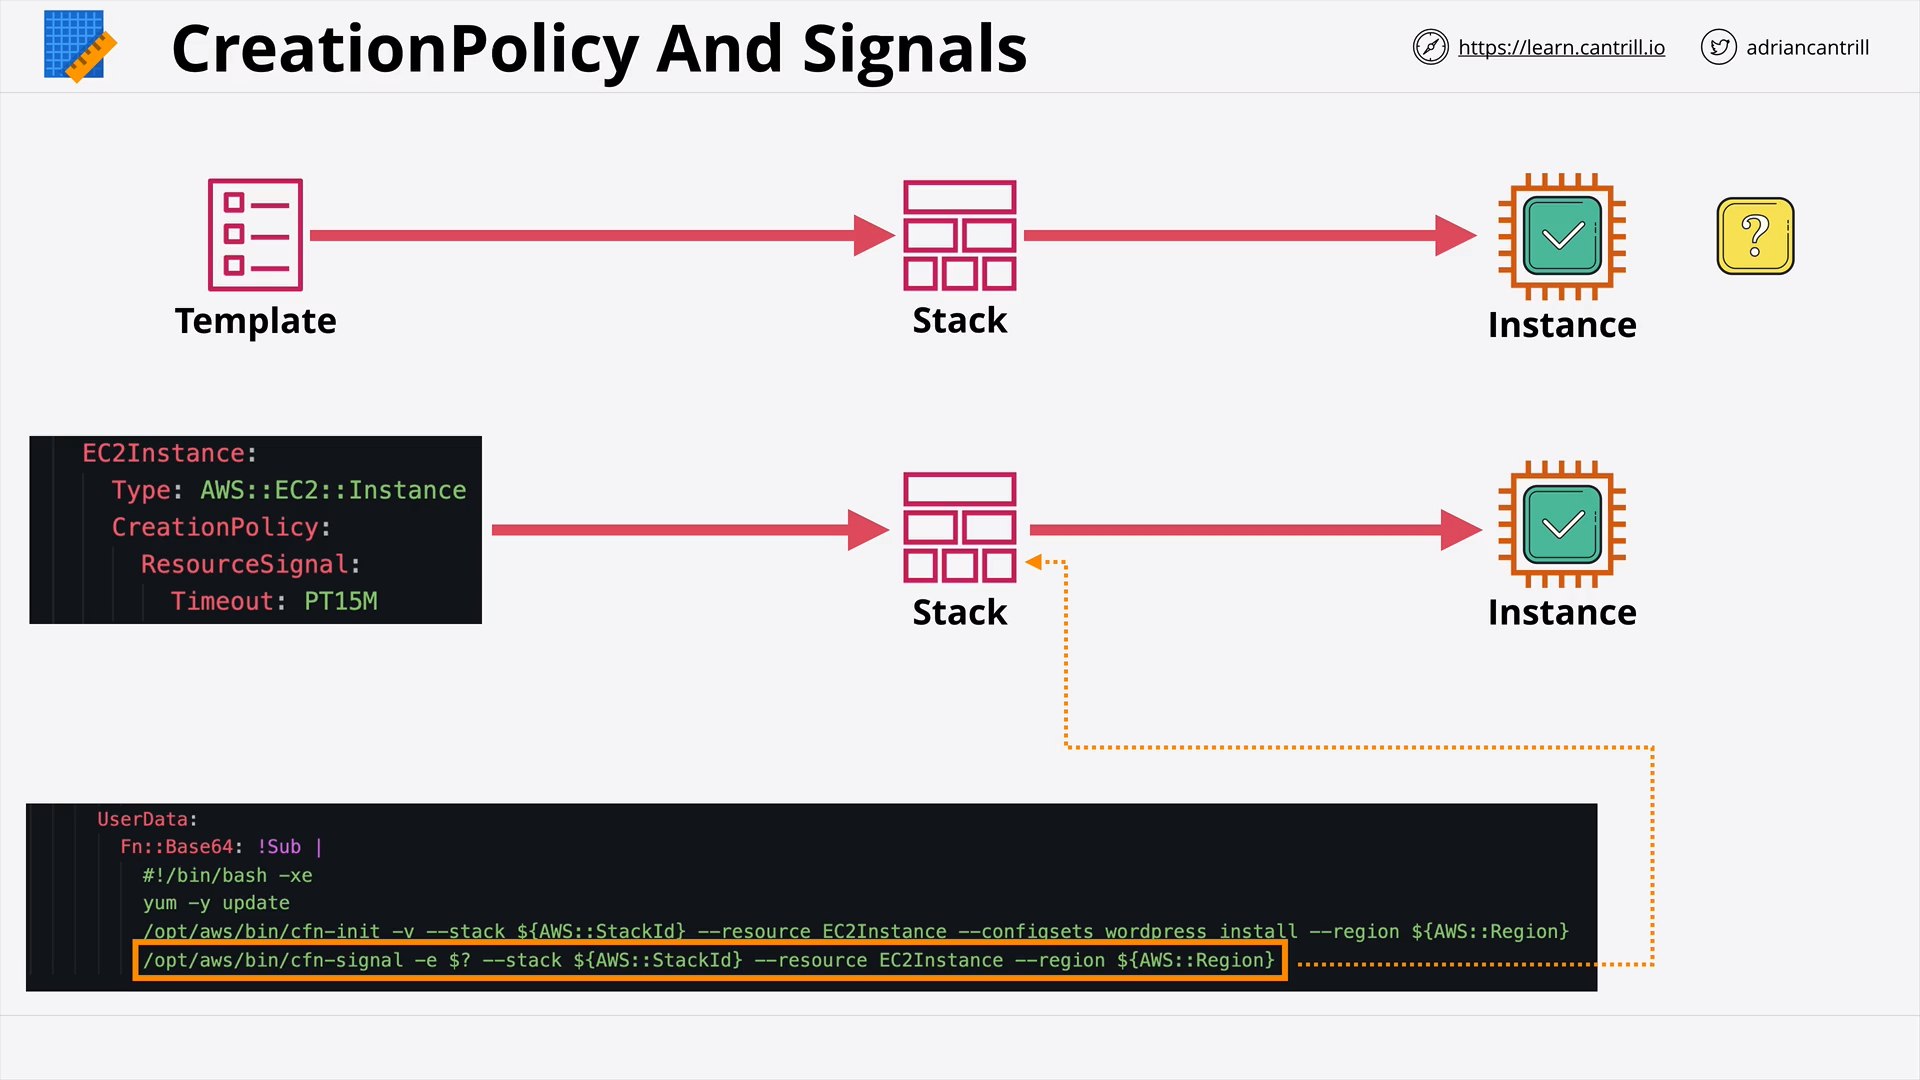 CreationPolicy And Signals
https://learn.cantrill.io
adriancantrill
?
Template
Stack
Instance
EC2Instance:
Type: AWS::EC2::Instance
CreationPolicy:
ResourceSignal:
Timeout: PT15M
Stack
Instance
UserData:
Fn::Base64: !Sub |
#!/bin/bash -xe
yum -y update
/opt/aws/bin/cfn-init -v --stack ${AWS::StackId} --resource EC2Instance --configsets wordpress_install --region ${AWS::Region}
/opt/aws/bin/cfn-signal -e $? --stack ${AWS::StackId} --resource EC2Instance --region ${AWS::Region}